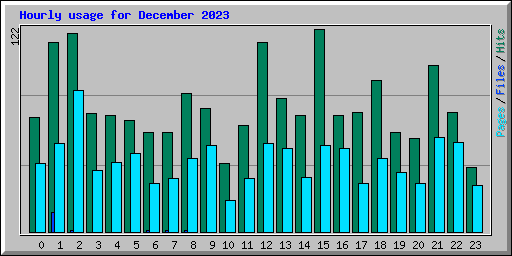 Hourly usage for December 2023
122
Pages/Files/Hits
0 1 2 3 4 5 6 7 8 9 10 11 12 13 14 15 16 17 18 19 20 21 22 23